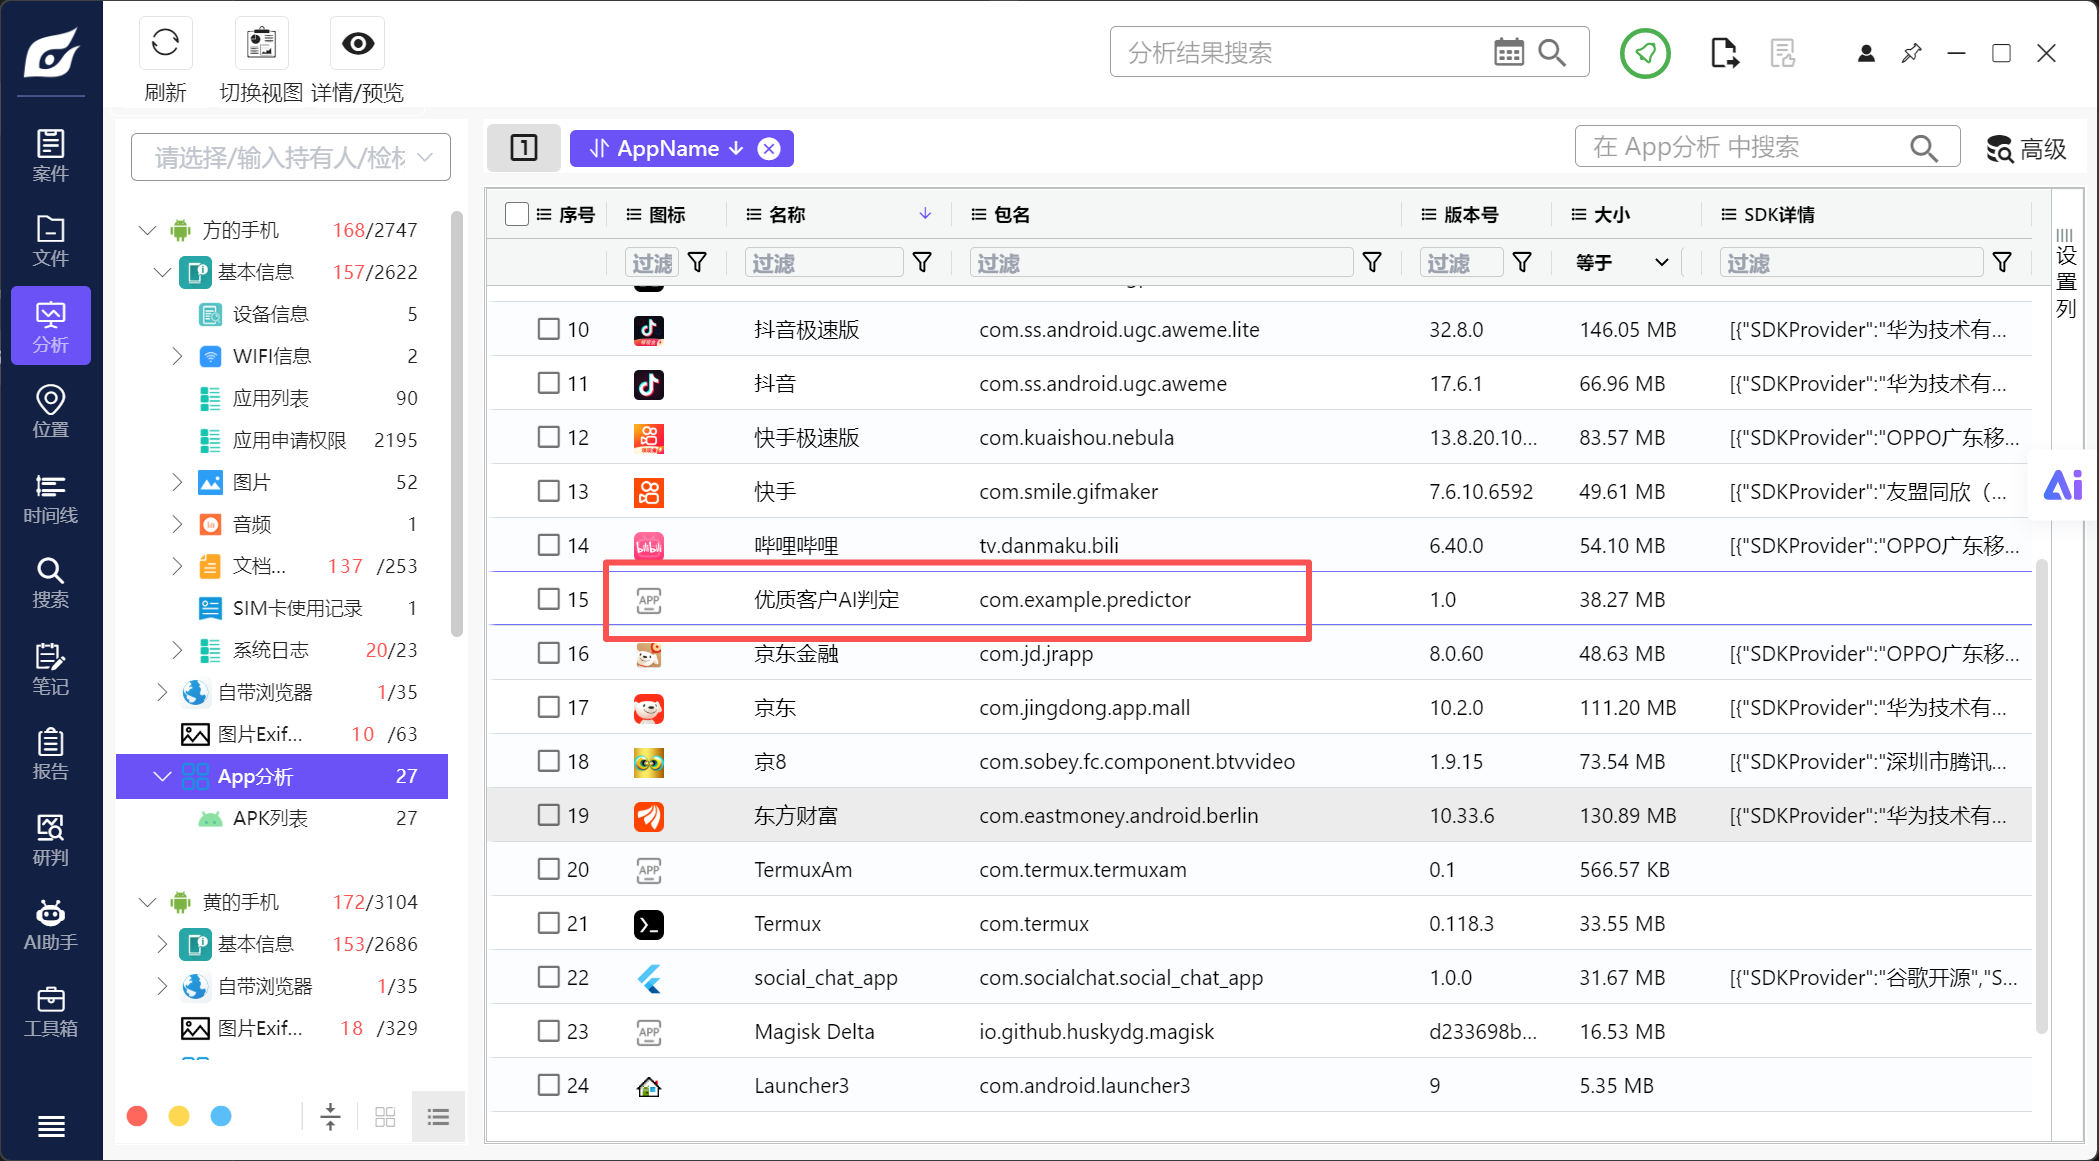 刷新
切换视图
详情/预览
分析结果搜索
案件
文件
分析
位置
时间线
搜索
笔记
报告
研判
AI助手
工具箱
请选择/输入持有人/检材
方的手机 168/2747
基本信息 157/2622
设备信息 5
WIFI信息 2
应用列表 90
应用申请权限 2195
图片 52
音频 1
文档... 137 /253
SIM卡使用记录 1
系统日志 20/23
自带浏览器 1/35
图片Exif... 10 /63
App分析 27
APK列表 27
黄的手机 172/3104
基本信息 153/2686
自带浏览器 1/35
图片Exif... 18 /329
1
AppName
在 App分析 中搜索
高级
序号 图标 名称 包名 版本号 大小 SDK详情
过滤 过滤 过滤 过滤 等于 过滤
10 抖音极速版 com.ss.android.ugc.aweme.lite 32.8.0 146.05 MB [{"SDKProvider":"华为技术有...
11 抖音 com.ss.android.ugc.aweme 17.6.1 66.96 MB [{"SDKProvider":"华为技术有...
12 快手极速版 com.kuaishou.nebula 13.8.20.10... 83.57 MB [{"SDKProvider":"OPPO广东移...
13 快手 com.smile.gifmaker 7.6.10.6592 49.61 MB [{"SDKProvider":"友盟同欣（...
14 bilibili 哔哩哔哩 tv.danmaku.bili 6.40.0 54.10 MB [{"SDKProvider":"OPPO广东移...
15 APP 优质客户AI判定 com.example.predictor 1.0 38.27 MB
16 京东金融 com.jd.jrapp 8.0.60 48.63 MB [{"SDKProvider":"OPPO广东移...
17 京东 com.jingdong.app.mall 10.2.0 111.20 MB [{"SDKProvider":"华为技术有...
18 京8 com.sobey.fc.component.btvvideo 1.9.15 73.54 MB [{"SDKProvider":"深圳市腾讯...
19 东方财富 com.eastmoney.android.berlin 10.33.6 130.89 MB [{"SDKProvider":"华为技术有...
20 APP TermuxAm com.termux.termuxam 0.1 566.57 KB
21 Termux com.termux 0.118.3 33.55 MB
22 social_chat_app com.socialchat.social_chat_app 1.0.0 31.67 MB [{"SDKProvider":"谷歌开源","S...
23 APP Magisk Delta io.github.huskydg.magisk d233698b... 16.53 MB
24 Launcher3 com.android.launcher3 9 5.35 MB
设置列
Ai